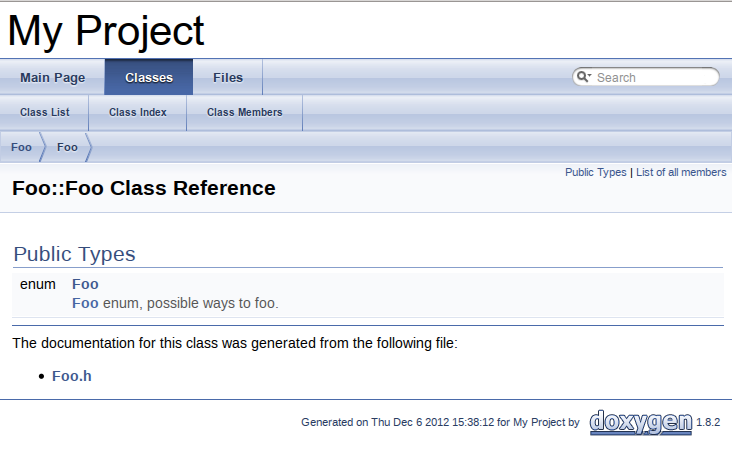 My Project
Main Page Classes Files Search
Class List Class Index Class Members
Foo Foo
Public Types | List of all members
Foo::Foo Class Reference
Public Types
enum Foo
Foo enum, possible ways to foo.
The documentation for this class was generated from the following file:
• Foo.h
Generated on Thu Dec 6 2012 15:38:12 for My Project by doxygen 1.8.2